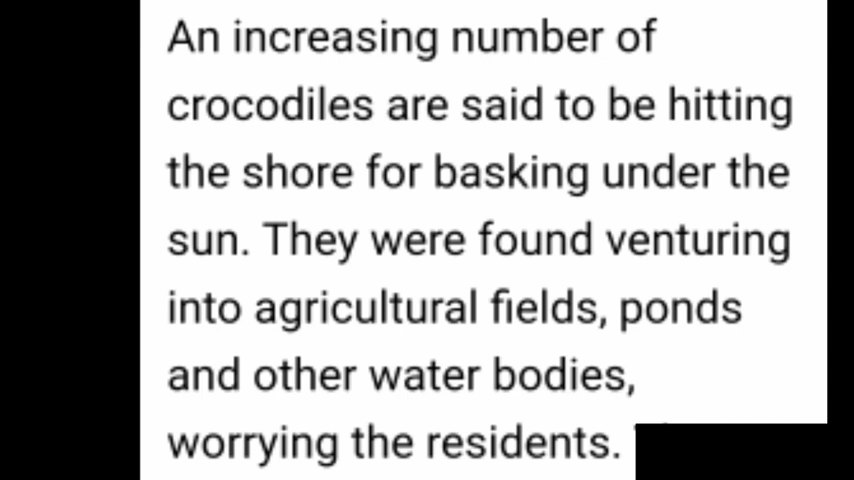 An increasing number of
crocodiles are said to be hitting
the shore for basking under the
sun. They were found venturing
into agricultural fields, ponds
and other water bodies,
worrying the residents.